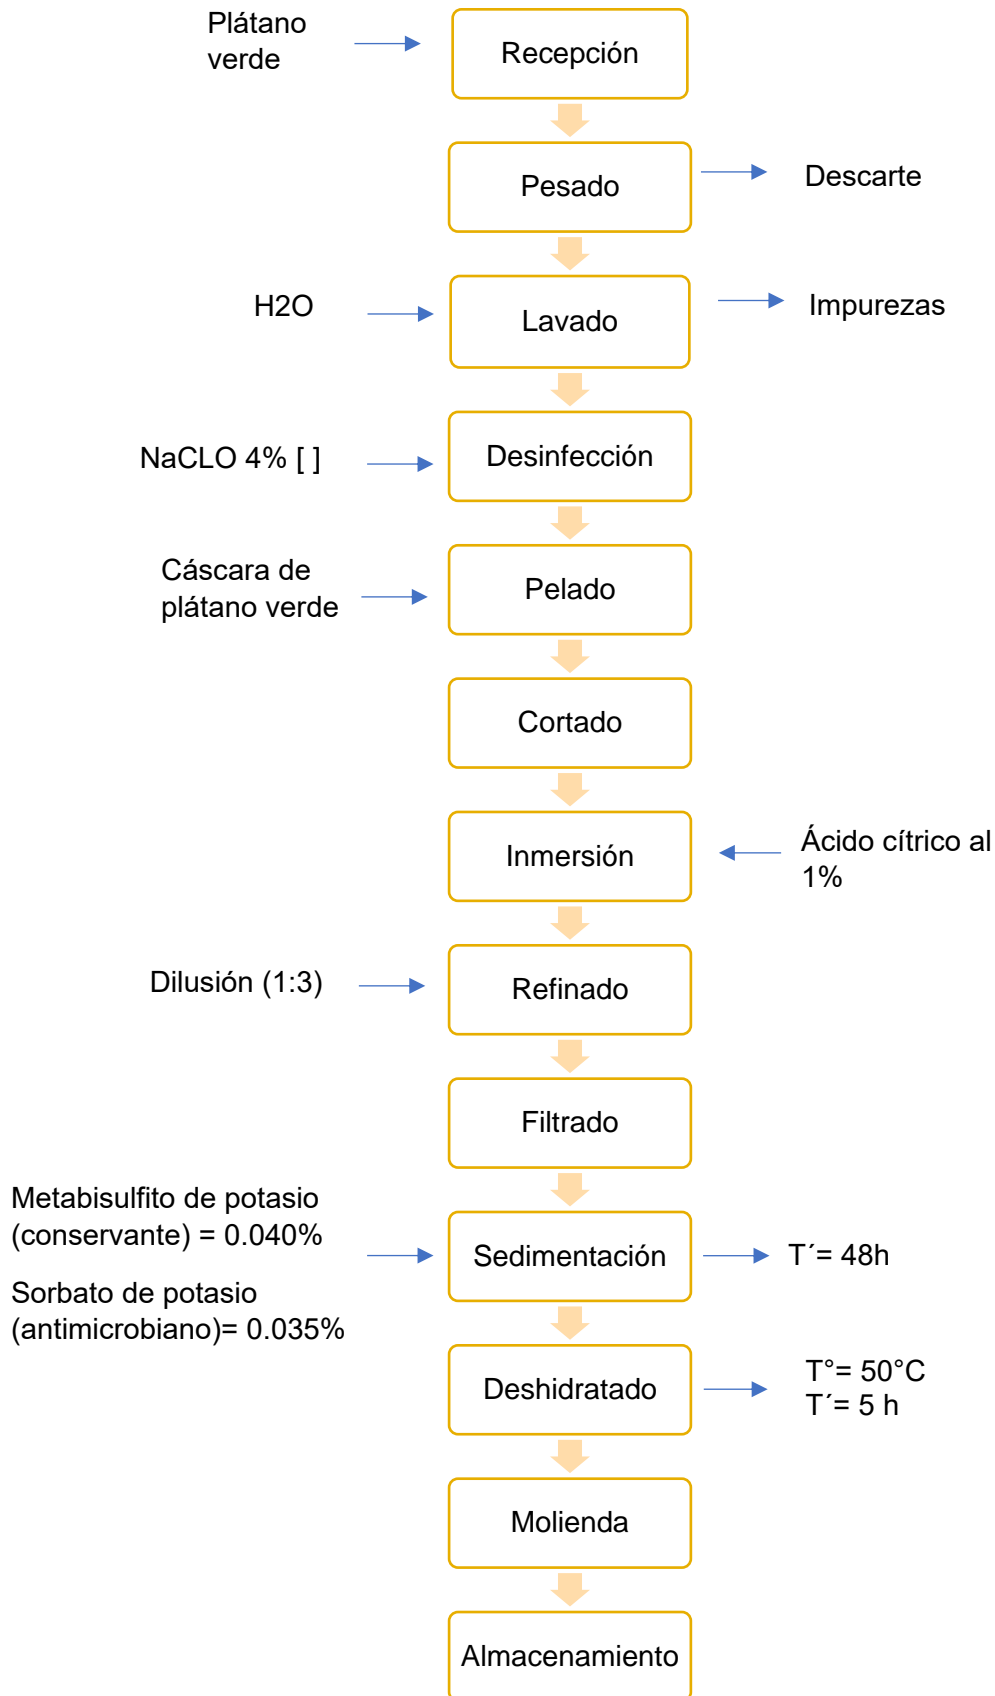 Plátano
verde
Recepción
Pesado
Descarte
H2O
Lavado
Impurezas
NaCLO 4% [ ]
Desinfección
Cáscara de
plátano verde
Pelado
Cortado
Inmersión
Ácido cítrico al
1%
Dilusión (1:3)
Refinado
Filtrado
Metabisulfito de potasio
(conservante) = 0.040%
Sorbato de potasio
(antimicrobiano)= 0.035%
Sedimentación
T´= 48h
Deshidratado
T°= 50°C
T´= 5 h
Molienda
Almacenamiento